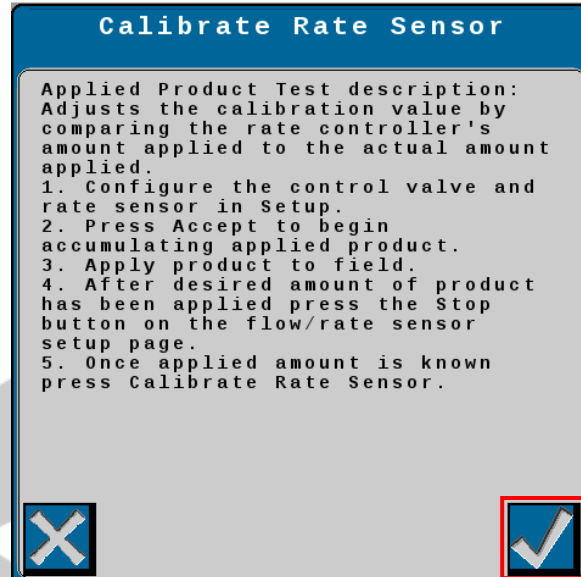 Calibrate Rate Sensor
Applied Product Test description:
Adjusts the calibration value by
comparing the rate controller's
amount applied to the actual amount
applied.
1. Configure the control valve and
rate sensor in Setup.
2. Press Accept to begin
accumulating applied product.
3. Apply product to field.
4. After desired amount of product
has been applied press the Stop
button on the flow/rate sensor
setup page.
5. Once applied amount is known
press Calibrate Rate Sensor.